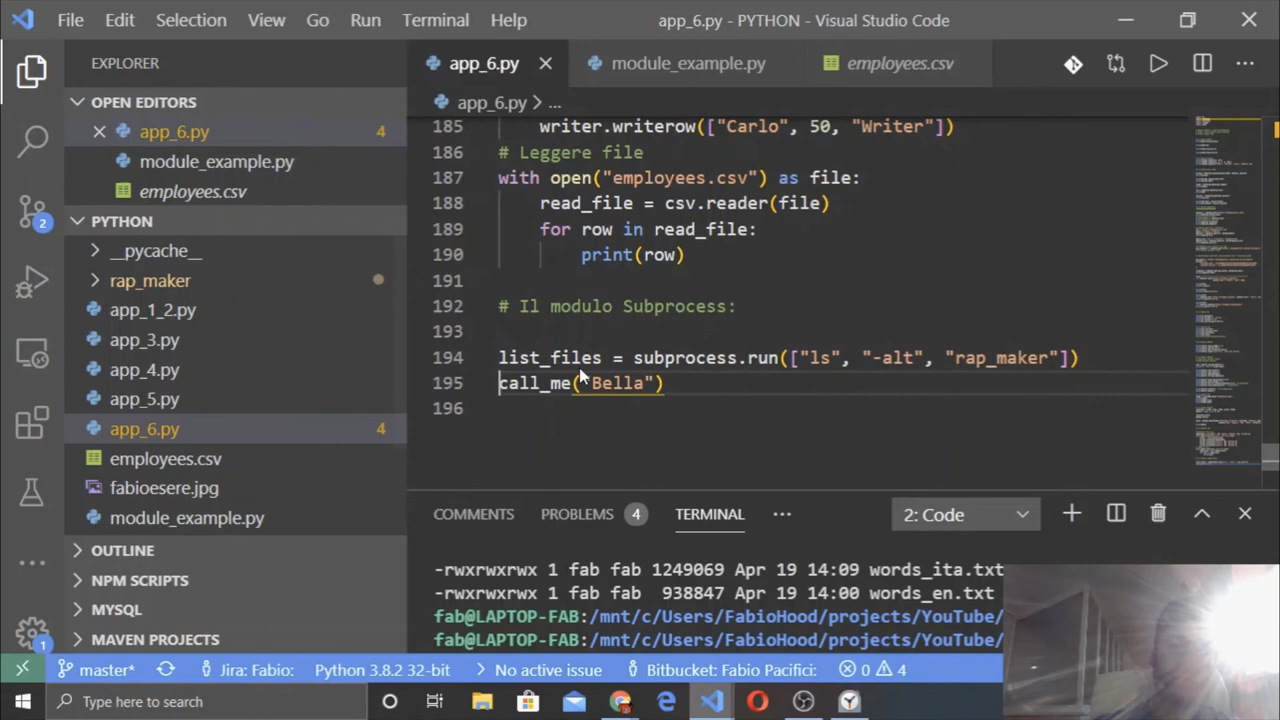 File Edit Selection View Go Run Terminal Help app_6.py - PYTHON - Visual Studio Code
EXPLORER
OPEN EDITORS
app_6.py 4
module_example.py
employees.csv
PYTHON
__pycache__
rap_maker
app_1_2.py
app_3.py
app_4.py
app_5.py
app_6.py 4
employees.csv
fabioesere.jpg
module_example.py
OUTLINE
NPM SCRIPTS
MYSQL
MAVEN PROJECTS
2
1
app_6.py module_example.py employees.csv
app_6.py > ...
185 writer.writerow(["Carlo", 50, "Writer"])
186 # Leggere file
187 with open("employees.csv") as file:
188 read_file = csv.reader(file)
189 for row in read_file:
190 print(row)
191
192 # Il modulo Subprocess:
193
194 list_files = subprocess.run(["ls", "-alt", "rap_maker"])
195 call_me("Bella")
196
COMMENTS PROBLEMS 4 TERMINAL ... 2: Code
-rwxrwxrwx 1 fab fab 1249069 Apr 19 14:09 words_ita.txt
-rwxrwxrwx 1 fab fab 938847 Apr 19 14:00 words_en.txt
fab@LAPTOP-FAB:/mnt/c/Users/FabioHood/projects/YouTube/
fab@LAPTOP-FAB:/mnt/c/Users/FabioHood/projects/YouTube/
master* Jira: Fabio: Python 3.8.2 32-bit No active issue Bitbucket: Fabio Pacifici: 0 4
Type here to search